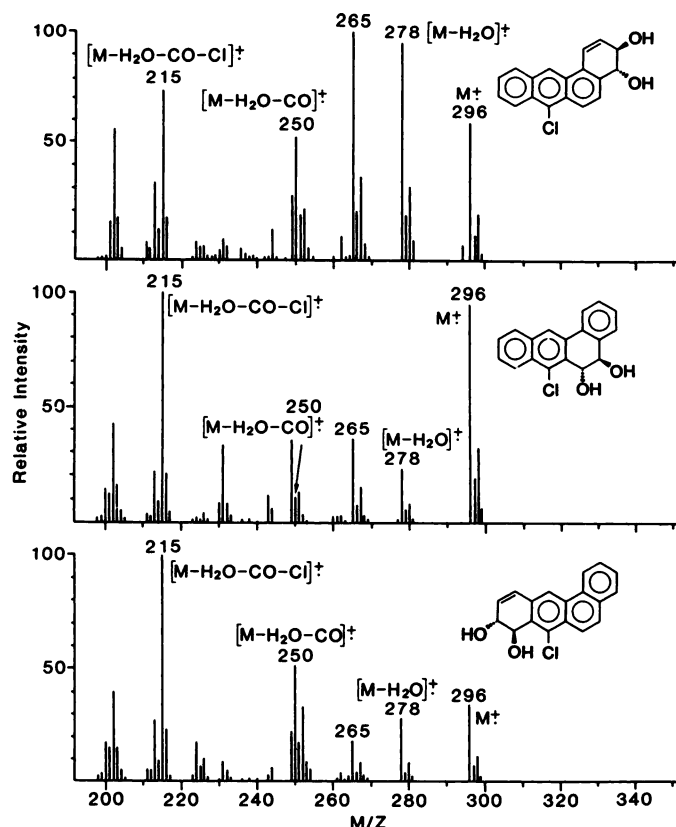 100
50
[M-H₂O-CO-Cl]⁺·
215
[M-H₂O-CO]⁺·
250
265
278 [M-H₂O]⁺·
M⁺·
296
OH
OH
Cl
100
50
215
[M-H₂O-CO-Cl]⁺·
[M-H₂O-CO]⁺·
250
265
[M-H₂O]⁺·
278
296
M⁺·
Cl
OH
OH
Relative Intensity
100
50
215
[M-H₂O-CO-Cl]⁺·
[M-H₂O-CO]⁺·
250
265
[M-H₂O]⁺·
278
296
M⁺·
HO
OH
Cl
200 220 240 260 280 300 320 340
M/Z